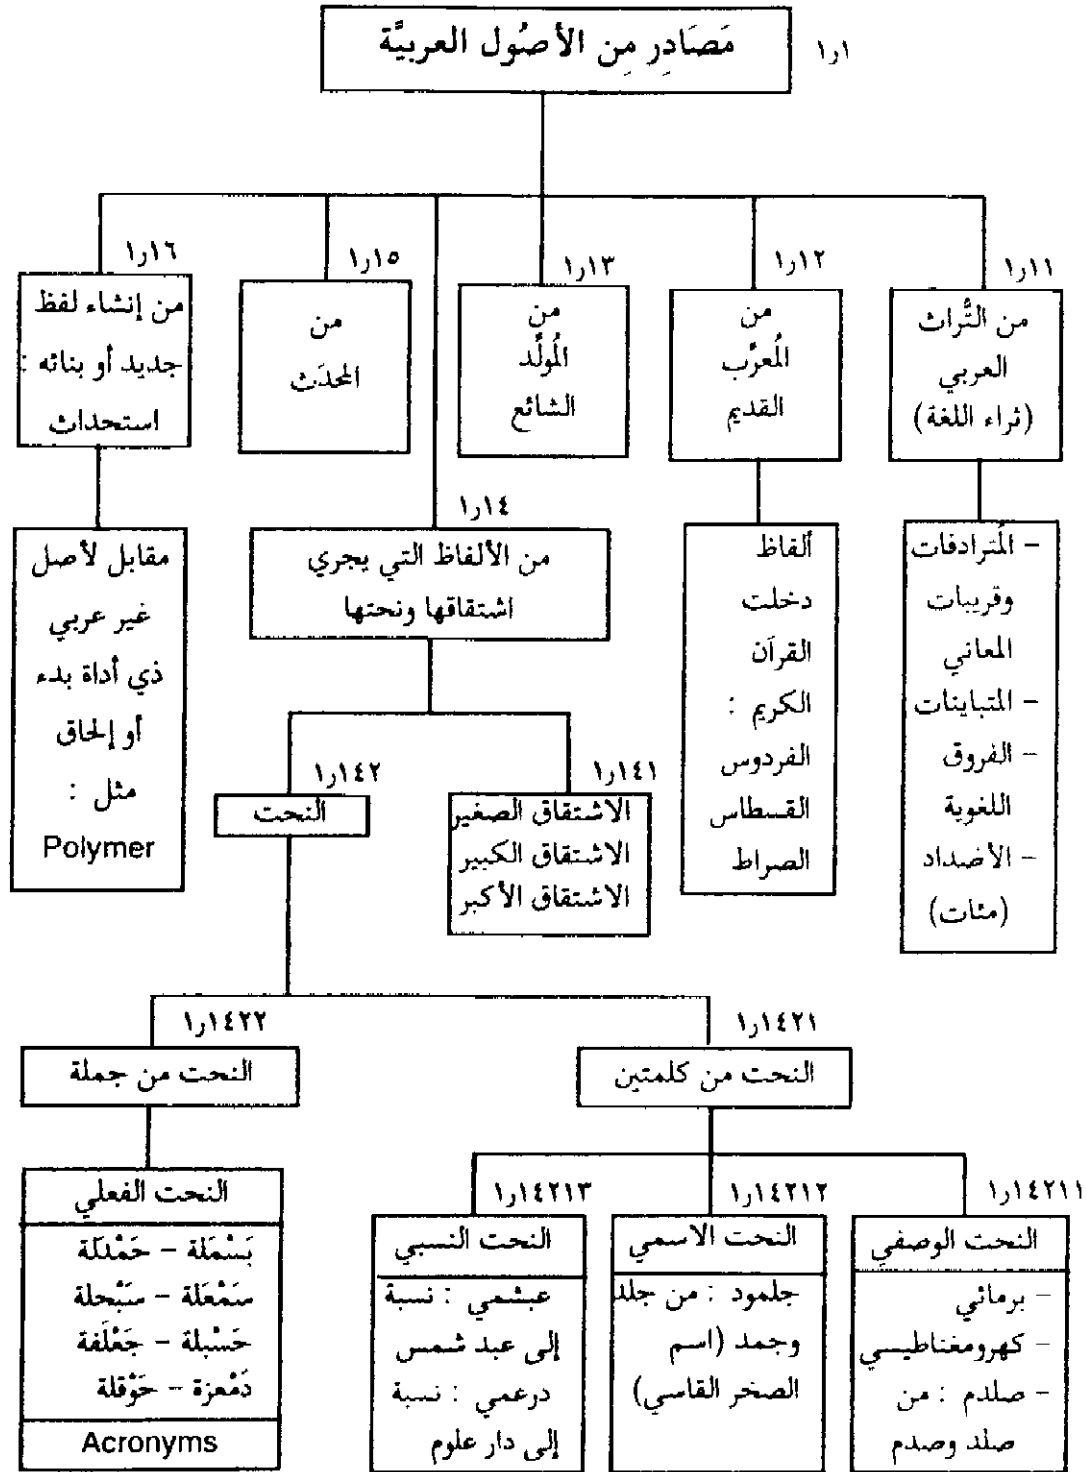 ١ر١
مَصَادِر مِن الأصُول العربيَّة
١ر١١
من التُّراث
العربي
(ثراء اللغة)
– المُترادفات
وقريبات
المعاني
– المتباينات
– الفروق
اللغوية
– الأضداد
(مئات)
١ر١٢
من
المُعرَّب
القديم
ألفاظ
دخلت
القرآن
الكريم :
الفردوس
القسطاس
الصراط
١ر١٣
من
المُولَّد
الشائع
١ر١٤
من الألفاظ التي يجري
اشتقاقها ونحتها
١ر١٥
من
المحدَث
١ر١٦
من إنشاء لفظ
جديد أو بنائه :
استحداث
مقابل لأصل
غير عربي
ذي أداة بدء
أو إلحاق
مثل :
Polymer
١ر١٤١
الاشتقاق الصغير
الاشتقاق الكبير
الاشتقاق الأكبر
١ر١٤٢
النحت
١ر١٤٢١
النحت من كلمتين
١ر١٤٢٢
النحت من جملة
١ر١٤٢١١
النحت الوصفي
– برمائي
– كهرومغناطيسي
– صلدم : من
صلد وصدم
١ر١٤٢١٢
النحت الاسمي
جلمود : من جلد
وجمد (اسم
الصخر القاسي)
١ر١٤٢١٣
النحت النسبي
عبشمي : نسبة
إلى عبد شمس
درعمي : نسبة
إلى دار علوم
النحت الفعلي
بَسْمَلة – حَمْدَلَة
سَمْعَلة – سَبْحلة
حَسْبلة – جَعْلَفة
دَمْعزة – حَوْقلة
Acronyms